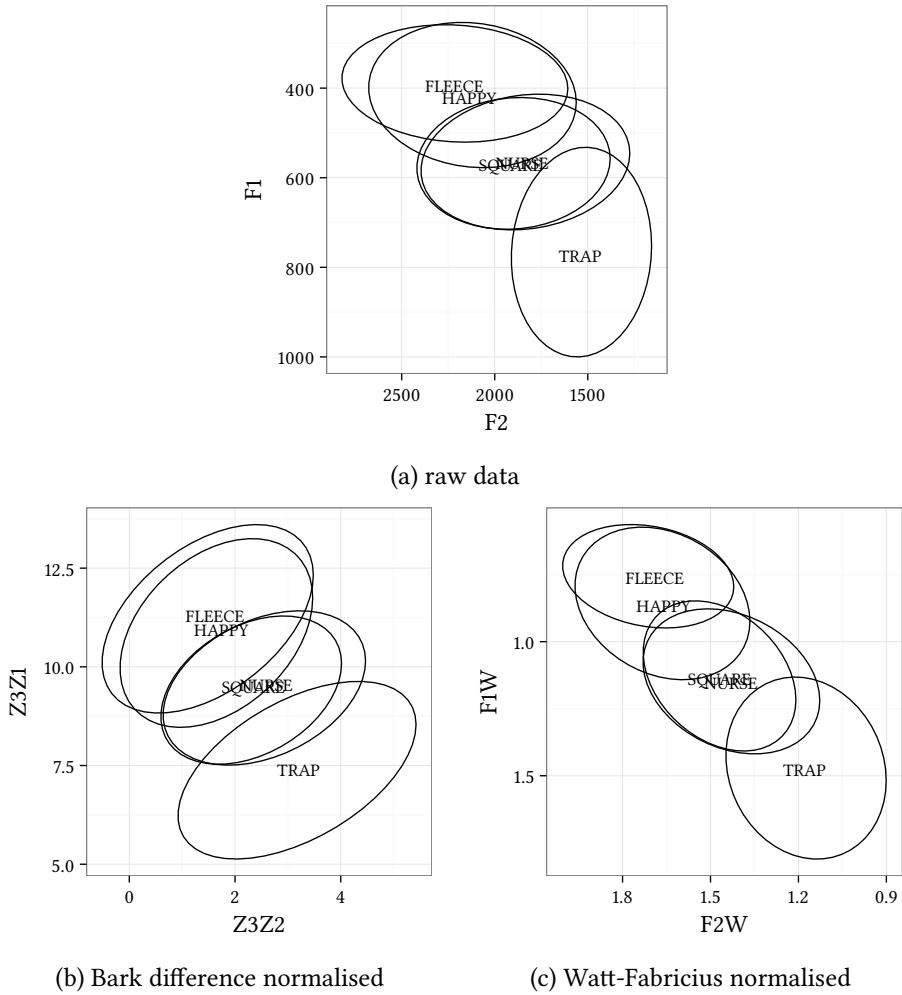 400
600
800
1000
F1
FLEECE
HAPPY
NURSE
SQUARE
TRAP
2500 2000 1500
F2
(a) raw data
12.5
10.0
7.5
5.0
Z3Z1
FLEECE
HAPPY
NURSE
SQUARE
TRAP
0 2 4
Z3Z2
(b) Bark difference normalised
1.0
1.5
F1W
FLEECE
HAPPY
SQUARE
NURSE
TRAP
1.8 1.5 1.2 0.9
F2W
(c) Watt-Fabricius normalised